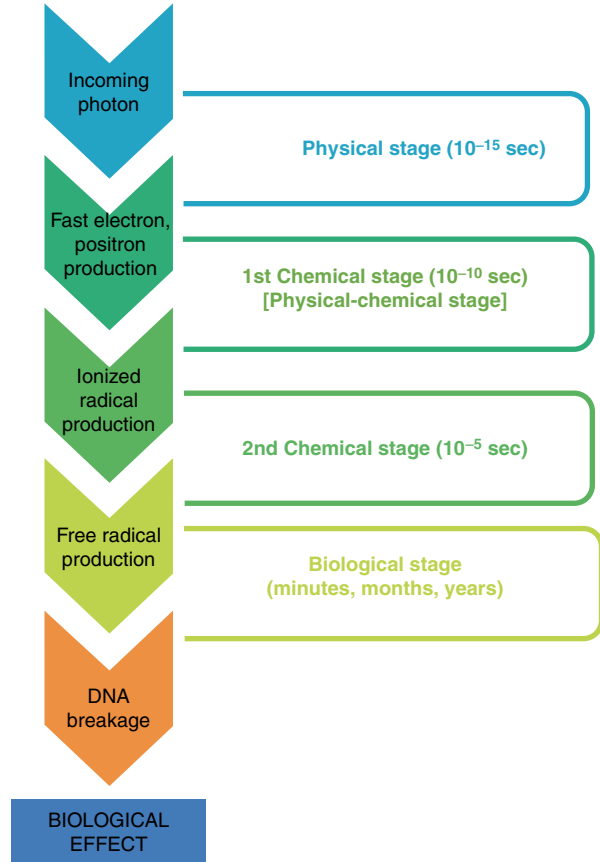 Incoming
photon
Physical stage (10⁻¹⁵ sec)
Fast electron,
positron
production
1st Chemical stage (10⁻¹⁰ sec)
[Physical-chemical stage]
Ionized
radical
production
2nd Chemical stage (10⁻⁵ sec)
Free radical
production
Biological stage
(minutes, months, years)
DNA
breakage
BIOLOGICAL
EFFECT